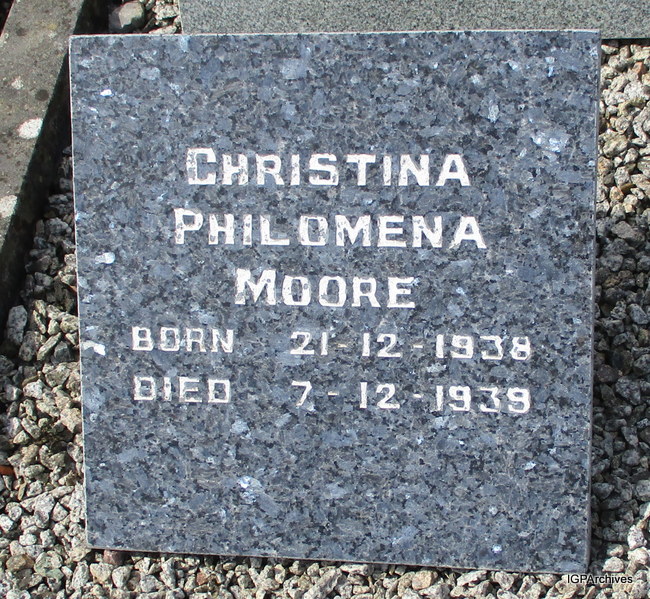 CHRISTINA
PHILOMENA
MOORE
BORN 21-12-1938
DIED 7-12-1939
IGPArchives